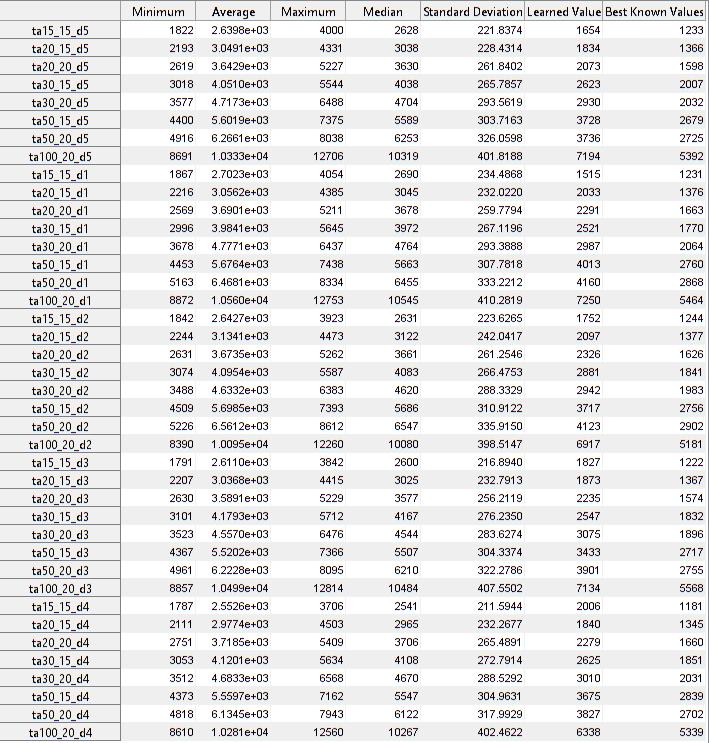 Minimum Average Maximum Median Standard Deviation Learned Value Best Known Values
ta15_15_d5 1822 2.6398e+03 4000 2628 221.8374 1654 1233
ta20_15_d5 2193 3.0491e+03 4331 3038 228.4314 1834 1366
ta20_20_d5 2619 3.6429e+03 5227 3630 261.8402 2073 1598
ta30_15_d5 3018 4.0510e+03 5544 4038 265.7857 2623 2007
ta30_20_d5 3577 4.7173e+03 6488 4704 293.5619 2930 2032
ta50_15_d5 4400 5.6019e+03 7375 5589 303.7163 3728 2679
ta50_20_d5 4916 6.2661e+03 8038 6253 326.0598 3736 2725
ta100_20_d5 8691 1.0333e+04 12706 10319 401.8188 7194 5392
ta15_15_d1 1867 2.7023e+03 4054 2690 234.4868 1515 1231
ta20_15_d1 2216 3.0562e+03 4385 3045 232.0220 2033 1376
ta20_20_d1 2569 3.6901e+03 5211 3678 259.7794 2291 1663
ta30_15_d1 2996 3.9841e+03 5645 3972 267.1196 2521 1770
ta30_20_d1 3678 4.7771e+03 6437 4764 293.3888 2987 2064
ta50_15_d1 4453 5.6764e+03 7438 5663 307.7818 4013 2760
ta50_20_d1 5163 6.4681e+03 8334 6455 333.2212 4160 2868
ta100_20_d1 8872 1.0560e+04 12753 10545 410.2819 7250 5464
ta15_15_d2 1842 2.6427e+03 3923 2631 223.6265 1752 1244
ta20_15_d2 2244 3.1341e+03 4473 3122 242.0417 2097 1377
ta20_20_d2 2631 3.6735e+03 5262 3661 261.2546 2326 1626
ta30_15_d2 3074 4.0954e+03 5587 4083 266.4753 2881 1841
ta30_20_d2 3488 4.6332e+03 6383 4620 288.3329 2942 1983
ta50_15_d2 4509 5.6985e+03 7393 5686 310.9122 3717 2756
ta50_20_d2 5226 6.5612e+03 8612 6547 335.9150 4123 2902
ta100_20_d2 8390 1.0095e+04 12260 10080 398.5147 6917 5181
ta15_15_d3 1791 2.6110e+03 3842 2600 216.8940 1827 1222
ta20_15_d3 2207 3.0368e+03 4415 3025 232.7913 1873 1367
ta20_20_d3 2630 3.5891e+03 5229 3577 256.2119 2235 1574
ta30_15_d3 3101 4.1793e+03 5712 4167 276.2350 2547 1832
ta30_20_d3 3523 4.5570e+03 6476 4544 283.6274 3075 1896
ta50_15_d3 4367 5.5202e+03 7366 5507 304.3374 3433 2717
ta50_20_d3 4961 6.2228e+03 8095 6210 322.2786 3901 2755
ta100_20_d3 8857 1.0499e+04 12814 10484 407.5502 7134 5568
ta15_15_d4 1787 2.5526e+03 3706 2541 211.5944 2006 1181
ta20_15_d4 2111 2.9774e+03 4503 2965 232.2677 1840 1345
ta20_20_d4 2751 3.7185e+03 5409 3706 265.4891 2279 1660
ta30_15_d4 3053 4.1201e+03 5634 4108 272.7914 2625 1851
ta30_20_d4 3512 4.6833e+03 6568 4670 288.5292 3010 2031
ta50_15_d4 4373 5.5597e+03 7162 5547 304.9631 3675 2839
ta50_20_d4 4818 6.1345e+03 7943 6122 317.9929 3827 2702
ta100_20_d4 8610 1.0281e+04 12560 10267 402.4622 6338 5339